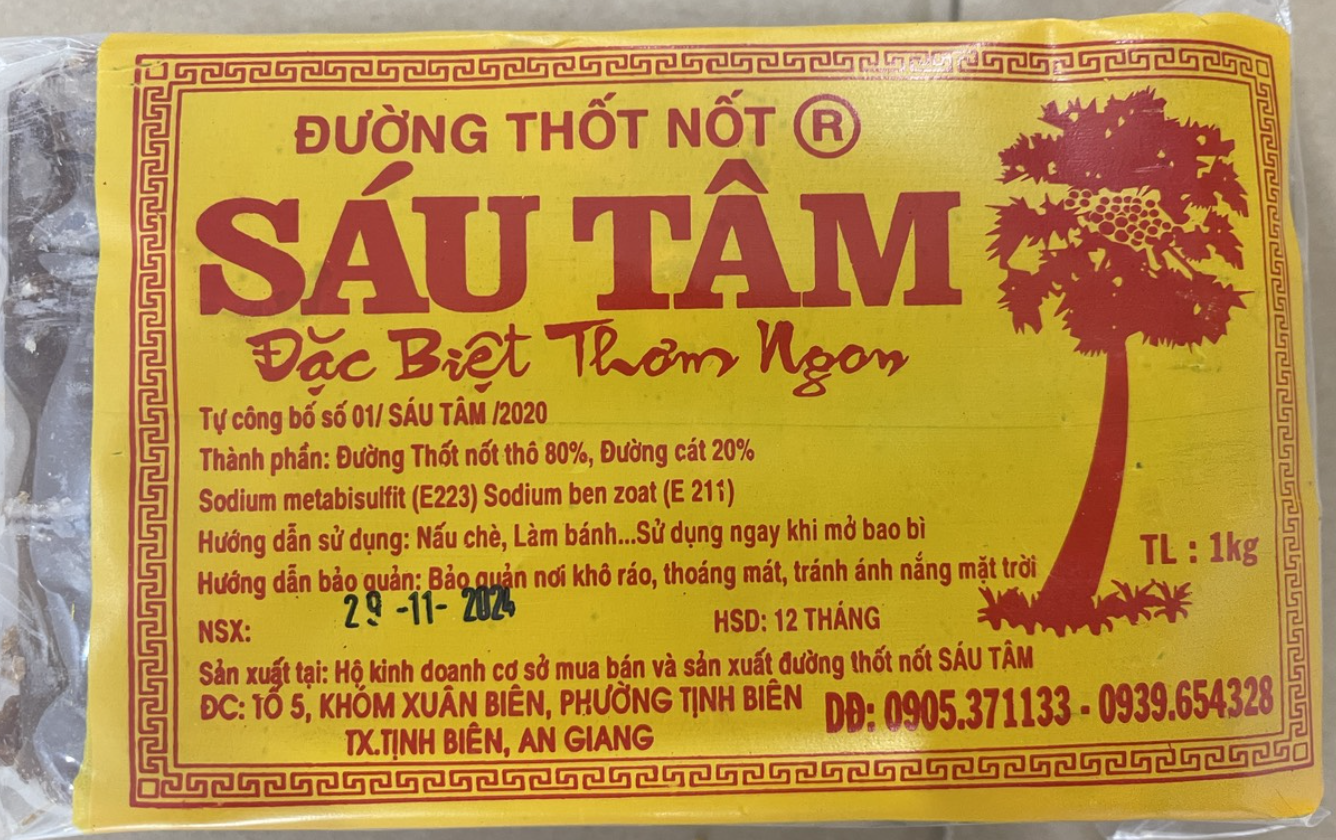 ĐƯỜNG THỐT NỐT ®
SÁU TÂM
Đặc Biệt Thơm Ngon
Tự công bố số 01/ SÁU TÂM /2020
Thành phần: Đường Thốt nốt thô 80%, Đường cát 20%
Sodium metabisulfit (E223) Sodium ben zoat (E 211)
Hướng dẫn sử dụng: Nấu chè, Làm bánh...Sử dụng ngay khi mở bao bì
Hướng dẫn bảo quản: Bảo quản nơi khô ráo, thoáng mát, tránh ánh nắng mặt trời
TL : 1kg
29 -11- 2024
NSX:
HSD: 12 THÁNG
Sản xuất tại: Hộ kinh doanh cơ sở mua bán và sản xuất đường thốt nốt SÁU TÂM
ĐC: TỔ 5, KHÓM XUÂN BIÊN, PHƯỜNG TỊNH BIÊN
TX.TỊNH BIÊN, AN GIANG
DĐ: 0905.371133 - 0939.654328